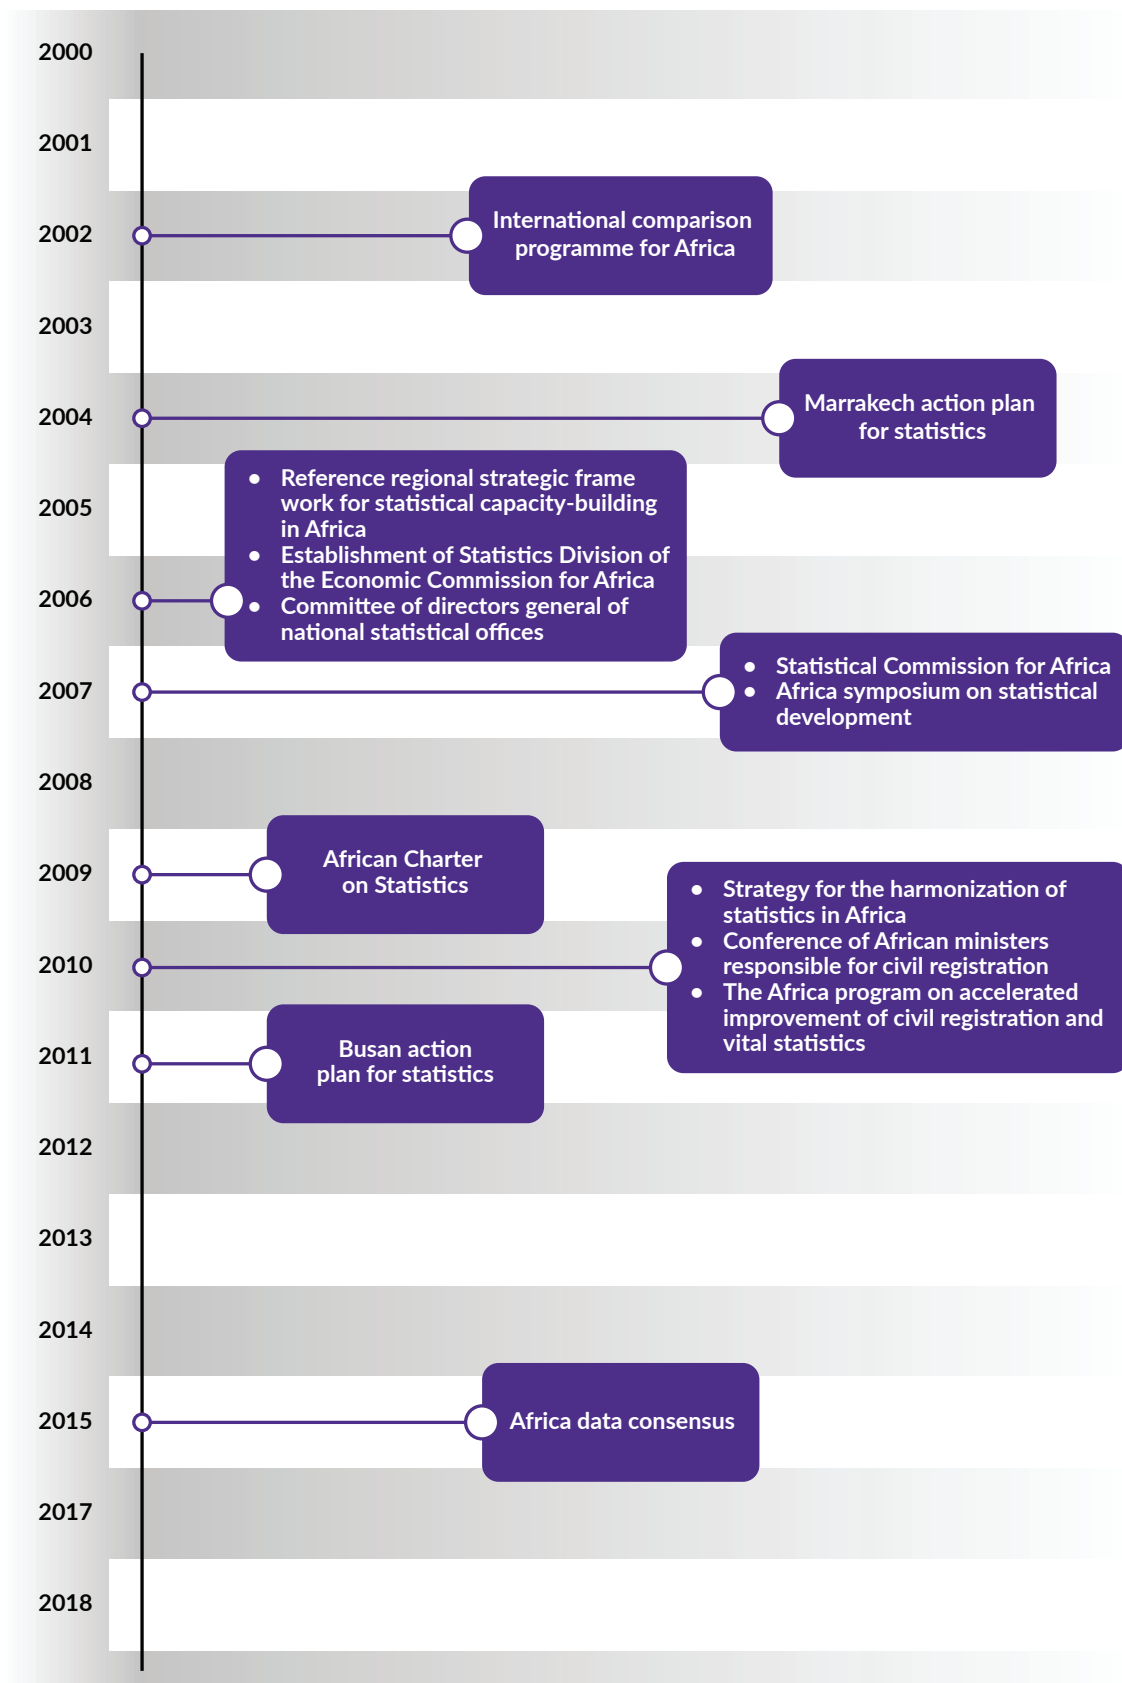 2000
2001
2002
International comparison
programme for Africa
2003
2004
Marrakech action plan
for statistics
2005
● Reference regional strategic frame
work for statistical capacity-building
in Africa
● Establishment of Statistics Division of
the Economic Commission for Africa
2006
● Committee of directors general of
national statistical offices
2007
● Statistical Commission for Africa
● Africa symposium on statistical
development
2008
2009
African Charter
on Statistics
2010
● Strategy for the harmonization of
statistics in Africa
● Conference of African ministers
responsible for civil registration
● The Africa program on accelerated
improvement of civil registration and
vital statistics
2011
Busan action
plan for statistics
2012
2013
2014
2015
Africa data consensus
2017
2018